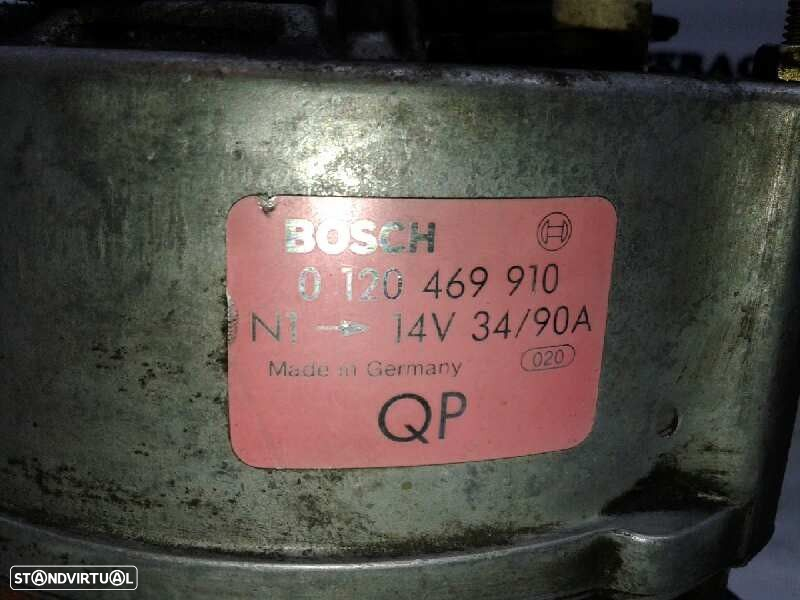 BOSCH
0 120 469 910
N1 → 14V 34/90A
Made in Germany 020
QP
STANDVIRTUAL